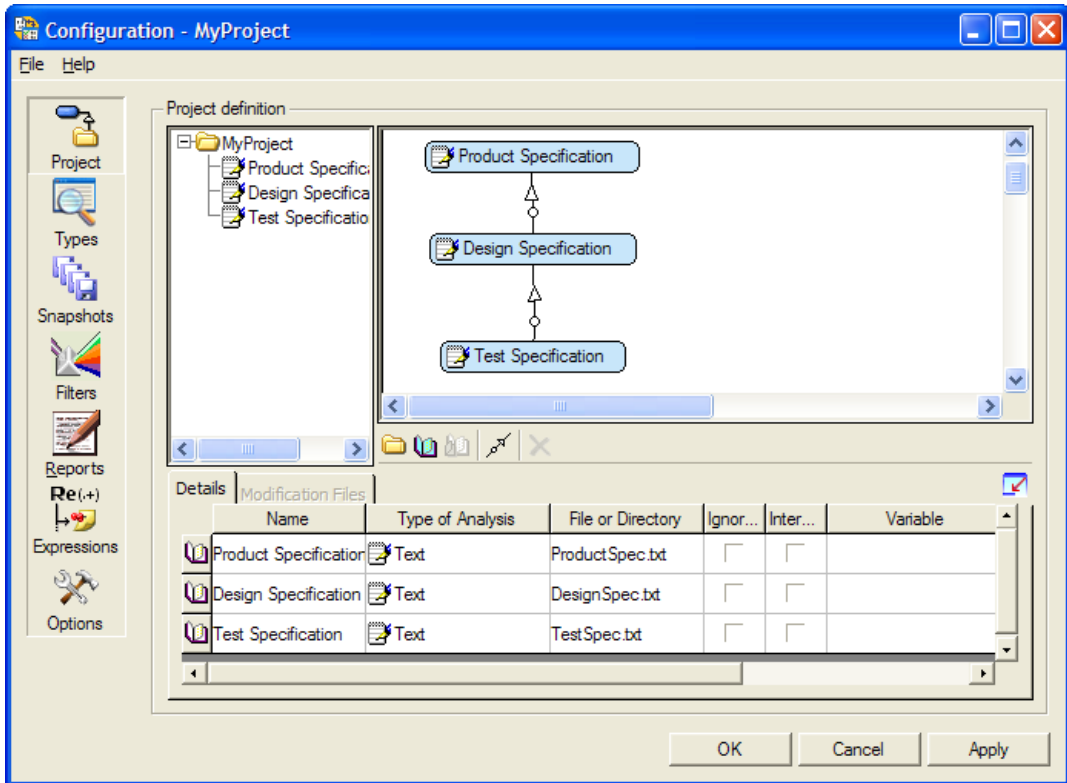 Configuration - MyProject
File Help
Project
Types
Snapshots
Filters
Reports
Re(.+)
Expressions
Options
Project definition
MyProject
Product Specific
Design Specifica
Test Specificatio
Product Specification
Design Specification
Test Specification
Details Modification Files
Name Type of Analysis File or Directory Ignor... Inter... Variable
Product Specification Text ProductSpec.txt
Design Specification Text DesignSpec.txt
Test Specification Text TestSpec.txt
OK Cancel Apply